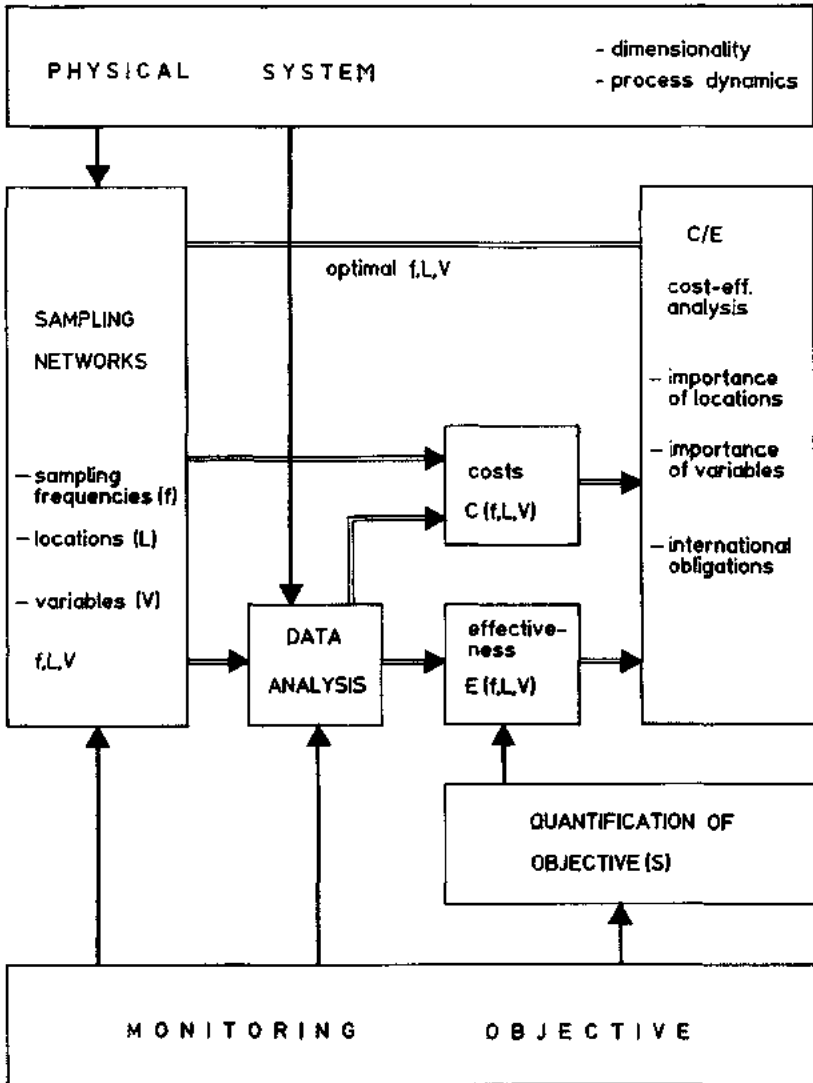 PHYSICAL SYSTEM
- dimensionality
- process dynamics
SAMPLING
NETWORKS
- sampling
frequencies (f)
- locations (L)
- variables (V)
f,L,V
optimal f,L,V
C/E
cost-eff.
analysis
- importance
of locations
- importance
of variables
- international
obligations
costs
C (f,L,V)
DATA
ANALYSIS
effective-
ness
E (f,L,V)
QUANTIFICATION OF
OBJECTIVE (S)
MONITORING OBJECTIVE